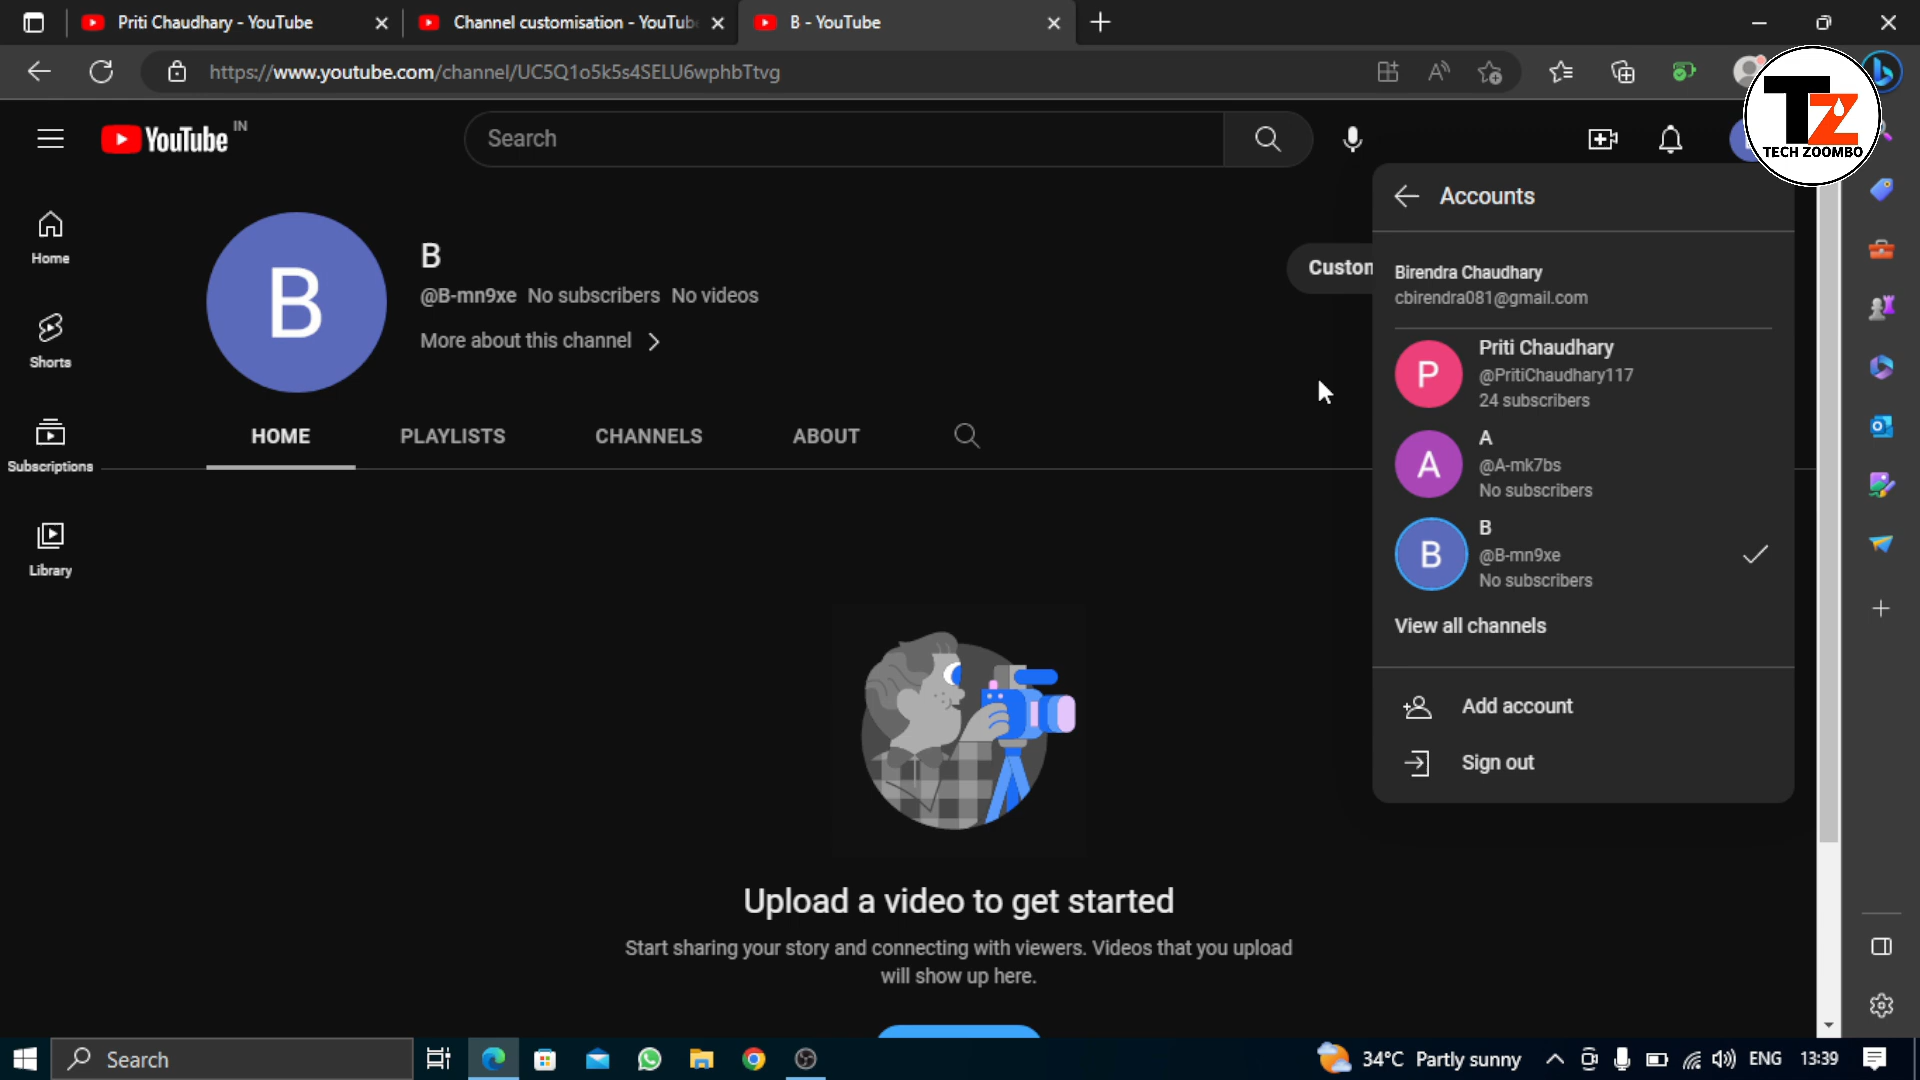 Priti Chaudhary - YouTube
Channel customisation - YouTub
B - YouTube
https://www.youtube.com/channel/UC5Q1o5k5s4SELU6wphbTtvg
TZ
TECH ZOOMBO
YouTube IN
Search
Home
Shorts
Subscriptions
Library
B
B
@B-mn9xe No subscribers No videos
More about this channel
Custom
HOME
PLAYLISTS
CHANNELS
ABOUT
Accounts
Birendra Chaudhary
cbirendra081@gmail.com
P
Priti Chaudhary
@PritiChaudhary117
24 subscribers
A
A
@A-mk7bs
No subscribers
B
B
@B-mn9xe
No subscribers
View all channels
Add account
Sign out
Upload a video to get started
Start sharing your story and connecting with viewers. Videos that you upload
will show up here.
Search
34°C Partly sunny
ENG
13:39